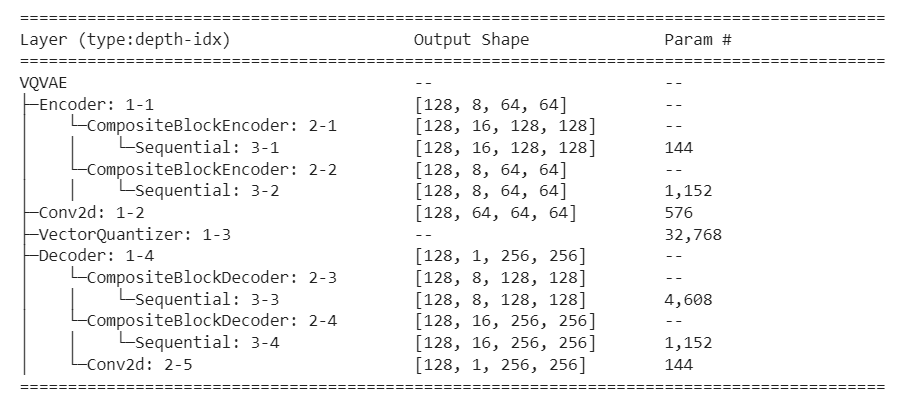 ==========================================================================================
Layer (type:depth-idx)                   Output Shape              Param #
==========================================================================================
VQVAE                                    --                        --
├─Encoder: 1-1                           [128, 8, 64, 64]          --
│    └─CompositeBlockEncoder: 2-1        [128, 16, 128, 128]       --
│    │    └─Sequential: 3-1              [128, 16, 128, 128]       144
│    └─CompositeBlockEncoder: 2-2        [128, 8, 64, 64]          --
│    │    └─Sequential: 3-2              [128, 8, 64, 64]          1,152
├─Conv2d: 1-2                            [128, 64, 64, 64]         576
├─VectorQuantizer: 1-3                   --                        32,768
├─Decoder: 1-4                           [128, 1, 256, 256]        --
│    └─CompositeBlockDecoder: 2-3        [128, 8, 128, 128]        --
│    │    └─Sequential: 3-3              [128, 8, 128, 128]        4,608
│    └─CompositeBlockDecoder: 2-4        [128, 16, 256, 256]       --
│    │    └─Sequential: 3-4              [128, 16, 256, 256]       1,152
│    └─Conv2d: 2-5                       [128, 1, 256, 256]        144
==========================================================================================